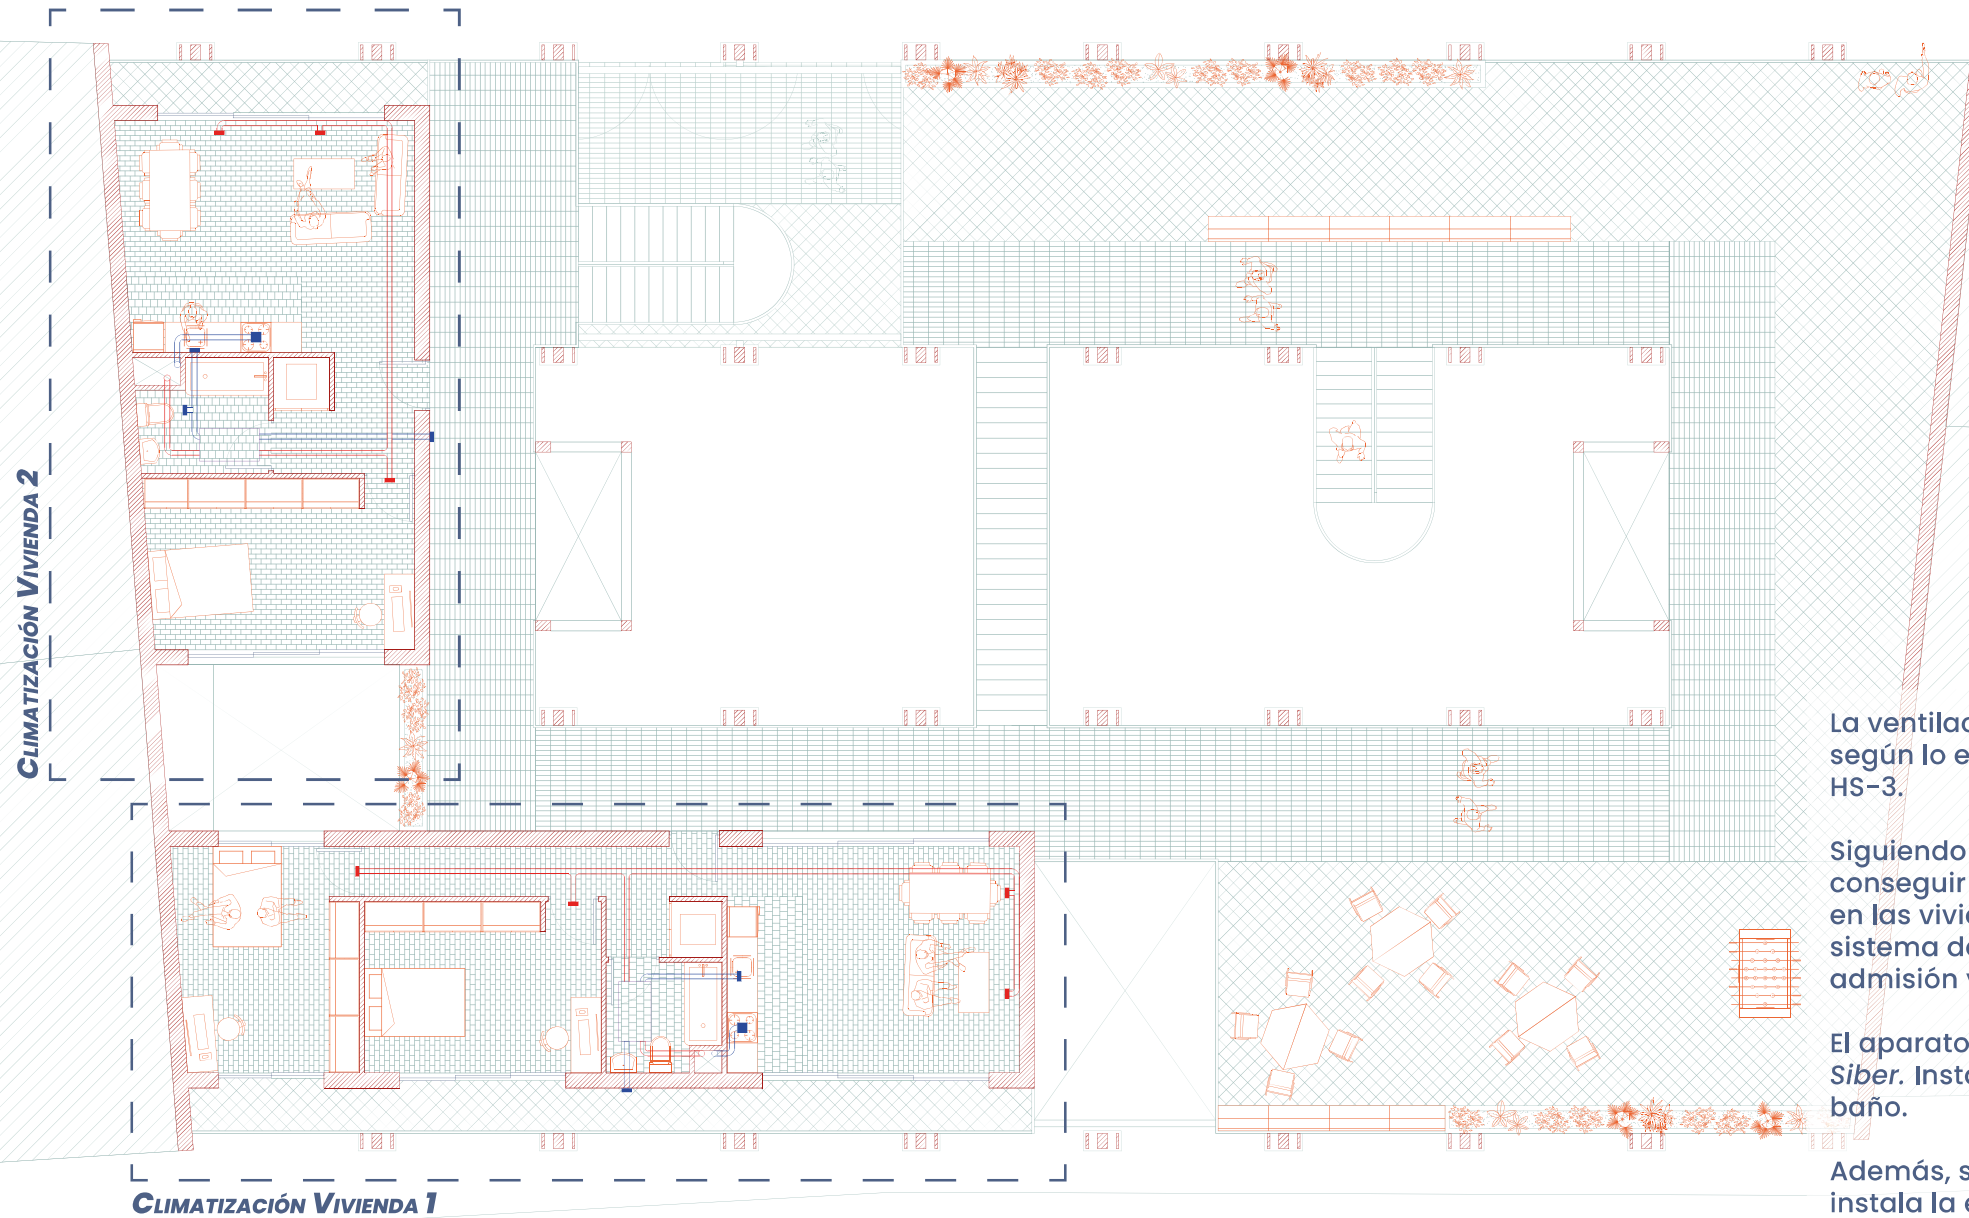 CLIMATIZACIÓN VIVIENDA 2
La ventilac
según lo e
HS-3.
Siguiendo
conseguir
en las vivie
sistema de
admisión y
El aparato
Siber. Insta
baño.
Además, s
instala la e
CLIMATIZACIÓN VIVIENDA 1